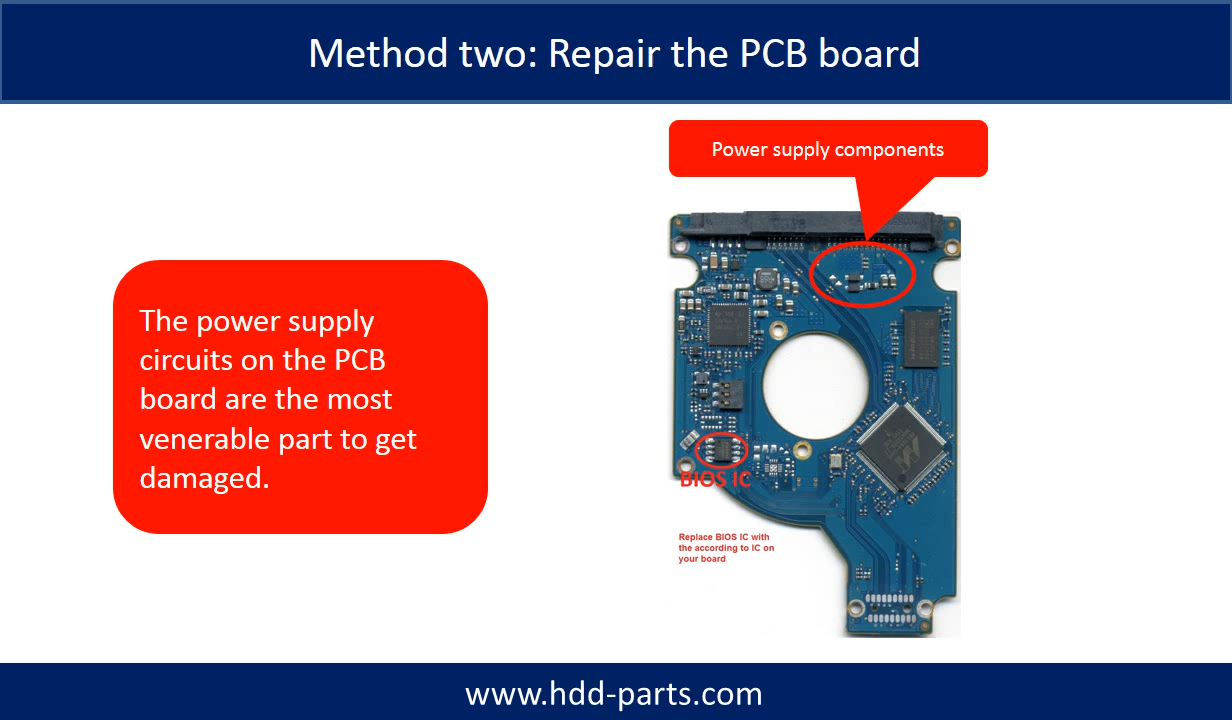 Method two: Repair the PCB board
Power supply components
The power supply
circuits on the PCB
board are the most
venerable part to get
damaged.
BIOS IC
Replace BIOS IC with
the according to IC on
your board
www.hdd-parts.com